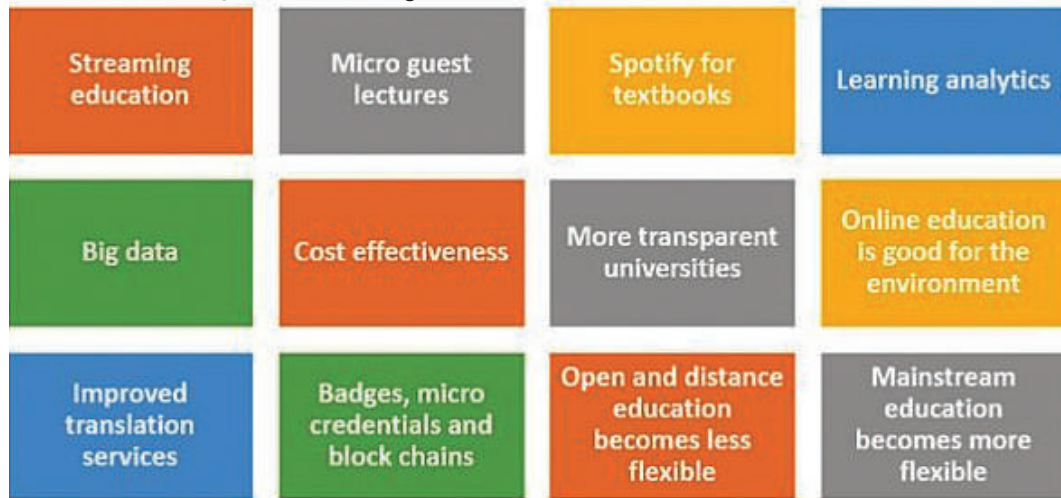 Streaming
education
Micro guest
lectures
Spotify for
textbooks
Learning analytics
Big data
Cost effectiveness
More transparent
universities
Online education
is good for the
environment
Improved
translation
services
Badges, micro
credentials and
block chains
Open and distance
education
becomes less
flexible
Mainstream
education
becomes more
flexible